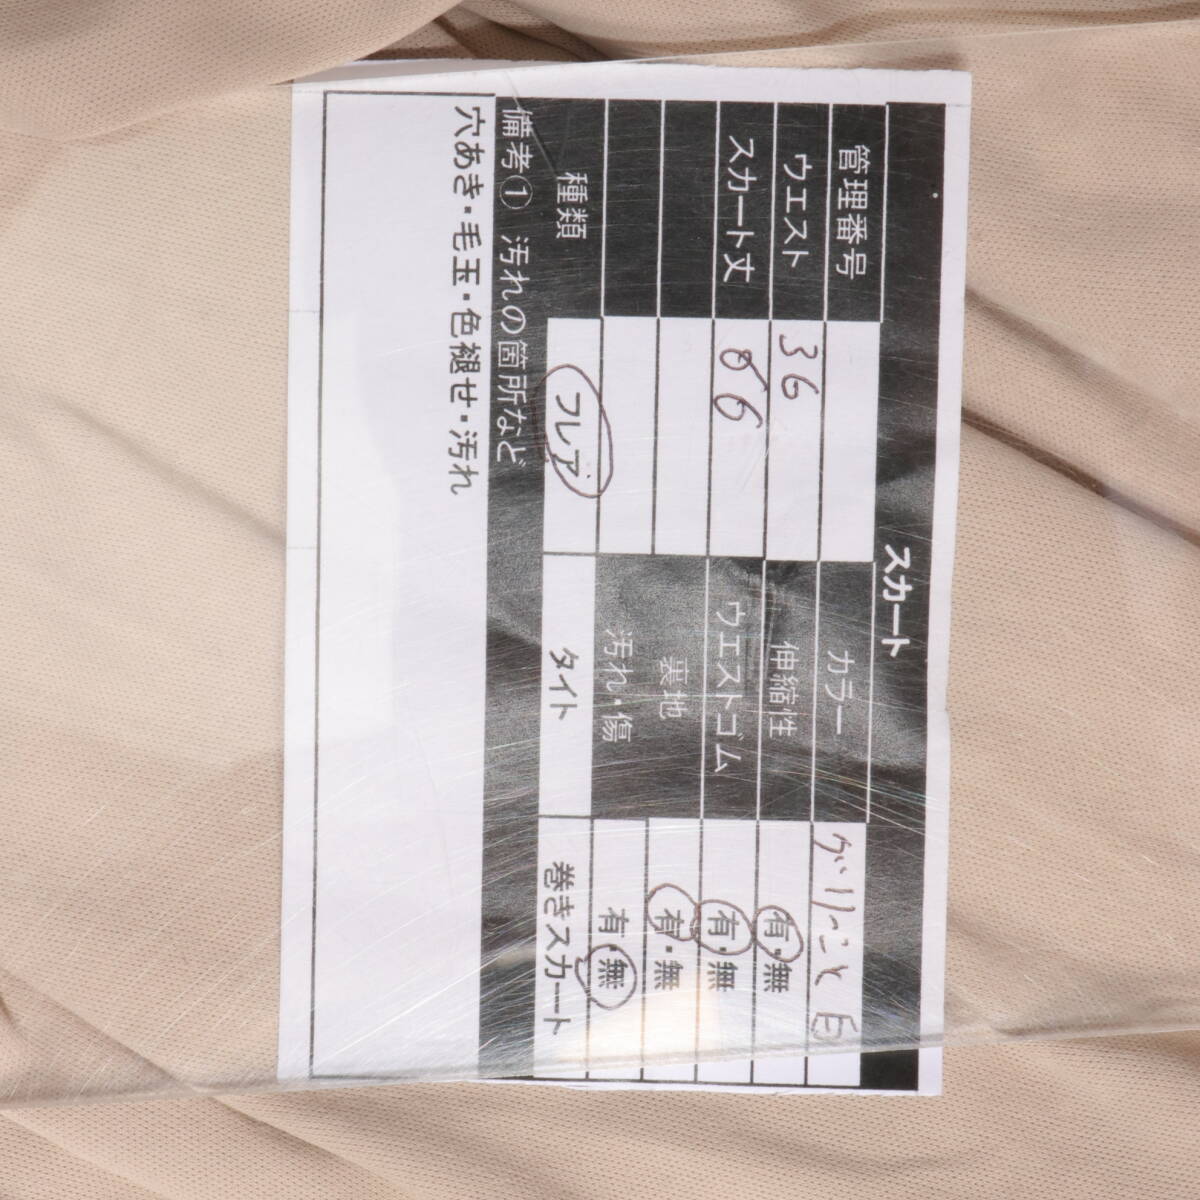 スカート
管理番号 カラー 白
ウエスト 36 伸縮性 有・無
スカート丈 86 ウエストゴム 有・無
裏地 有・無
汚れ・傷 有・無
種類 フレア タイト 巻きスカート
備考① 汚れの箇所など
穴あき・毛玉・色褪せ・汚れ